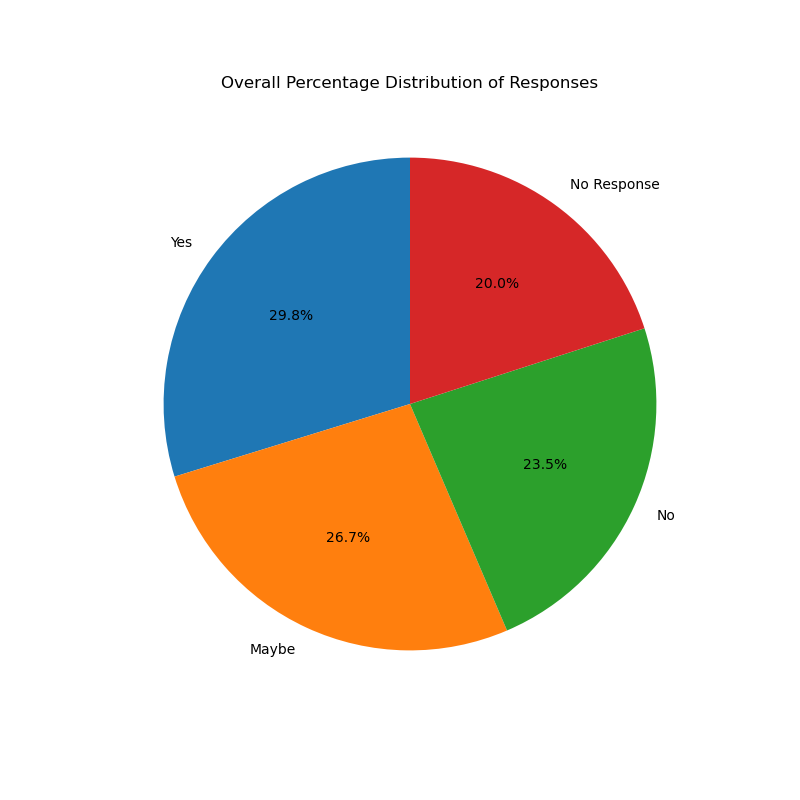 Overall Percentage Distribution of Responses
No Response
Yes
20.0%
29.8%
23.5%
No
26.7%
Maybe